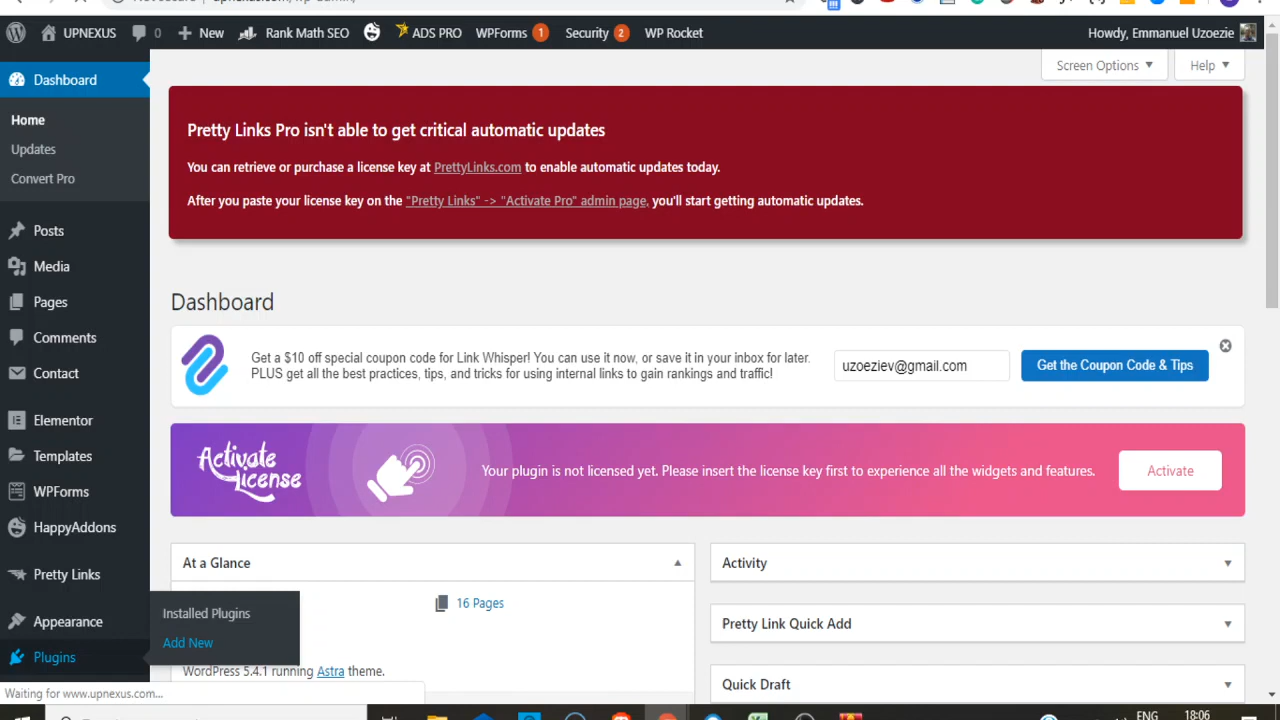 UPNEXUS
0
New
Rank Math SEO
ADS PRO
WPForms 1
Security 2
WP Rocket
Howdy, Emmanuel Uzoezie
Dashboard
Home
Updates
Convert Pro
Posts
Media
Pages
Comments
Contact
Elementor
Templates
WPForms
HappyAddons
Pretty Links
Appearance
Plugins
Installed Plugins
Add New
Screen Options
Help
Pretty Links Pro isn't able to get critical automatic updates
You can retrieve or purchase a license key at PrettyLinks.com to enable automatic updates today.
After you paste your license key on the "Pretty Links" -> "Activate Pro" admin page, you'll start getting automatic updates.
Dashboard
Get a $10 off special coupon code for Link Whisper! You can use it now, or save it in your inbox for later.
PLUS get all the best practices, tips, and tricks for using internal links to gain rankings and traffic!
uzoeziev@gmail.com
Get the Coupon Code & Tips
Activate
License
Your plugin is not licensed yet. Please insert the license key first to experience all the widgets and features.
Activate
At a Glance
16 Pages
WordPress 5.4.1 running Astra theme.
Activity
Pretty Link Quick Add
Quick Draft
Waiting for www.upnexus.com...
ENG
18:06